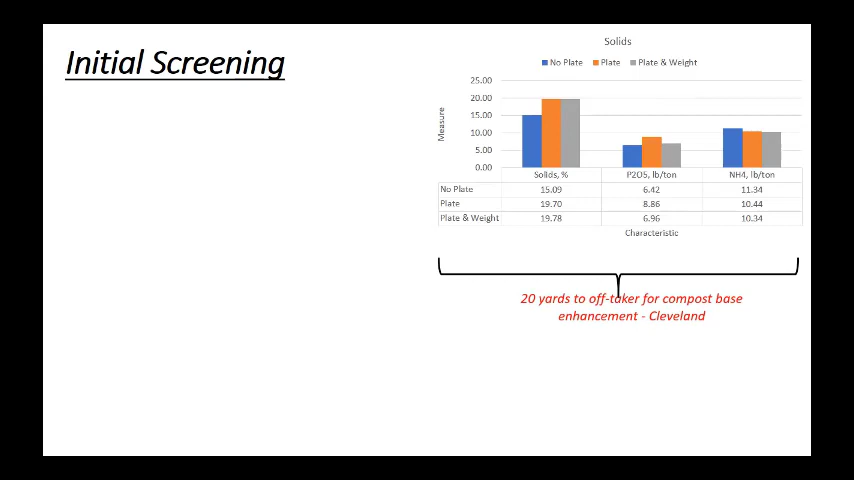 Initial Screening
Solids
No Plate Plate Plate & Weight
25.00
20.00
15.00
10.00
5.00
0.00
Measure
Solids, % P2O5, lb/ton NH4, lb/ton
No Plate 15.09 6.42 11.34
Plate 19.70 8.86 10.44
Plate & Weight 19.78 6.96 10.34
Characteristic
20 yards to off-taker for compost base
enhancement - Cleveland